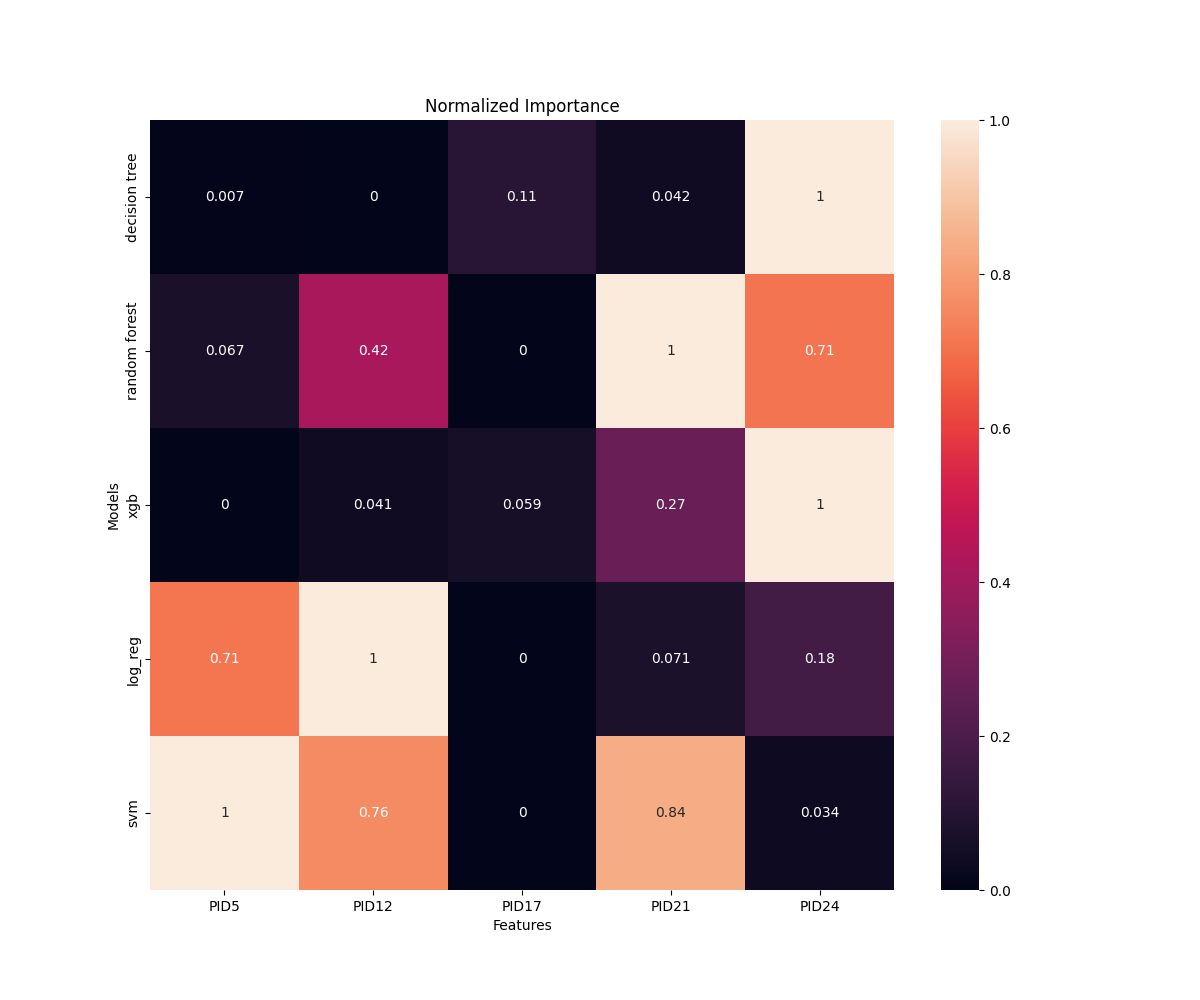 Normalized Importance
decision tree
0.007 0 0.11 0.042 1
random forest
0.067 0.42 0 1 0.71
Models
xgb
0 0.041 0.059 0.27 1
log_reg
0.71 1 0 0.071 0.18
svm
1 0.76 0 0.84 0.034
PID5 PID12 PID17 PID21 PID24
Features
1.0
0.8
0.6
0.4
0.2
0.0